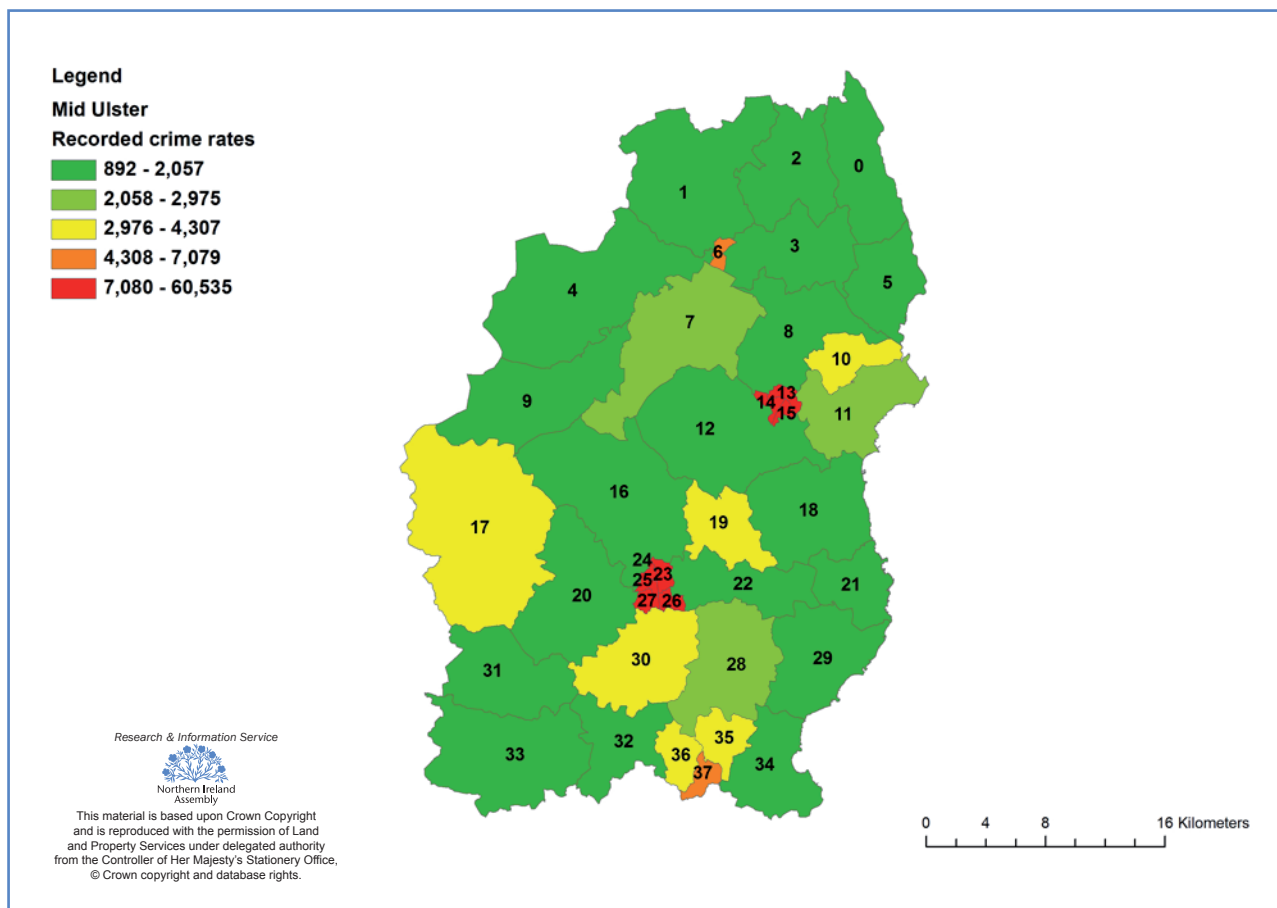 Legend
Mid Ulster
Recorded crime rates
892 - 2,057
2,058 - 2,975
2,976 - 4,307
4,308 - 7,079
7,080 - 60,535
0
2
1
3
6
5
4
7
8
10
13
14
9
11
15
12
16
18
19
17
24
23
25
22
21
20
27
26
29
30
28
31
35
32
36
33
34
37
Research & Information Service
Northern Ireland
Assembly
This material is based upon Crown Copyright
and is reproduced with the permission of Land
and Property Services under delegated authority
from the Controller of Her Majesty's Stationery Office,
© Crown copyright and database rights.
0 4 8 16 Kilometers